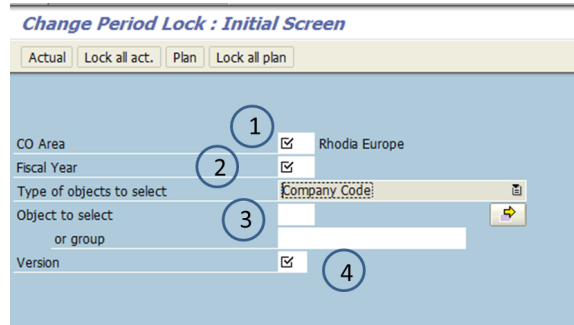 Change Period Lock : Initial Screen
Actual Lock all act. Plan Lock all plan
1
CO Area Rhodia Europe
2
Fiscal Year
Type of objects to select Company Code
Object to select
3
or group
Version
4